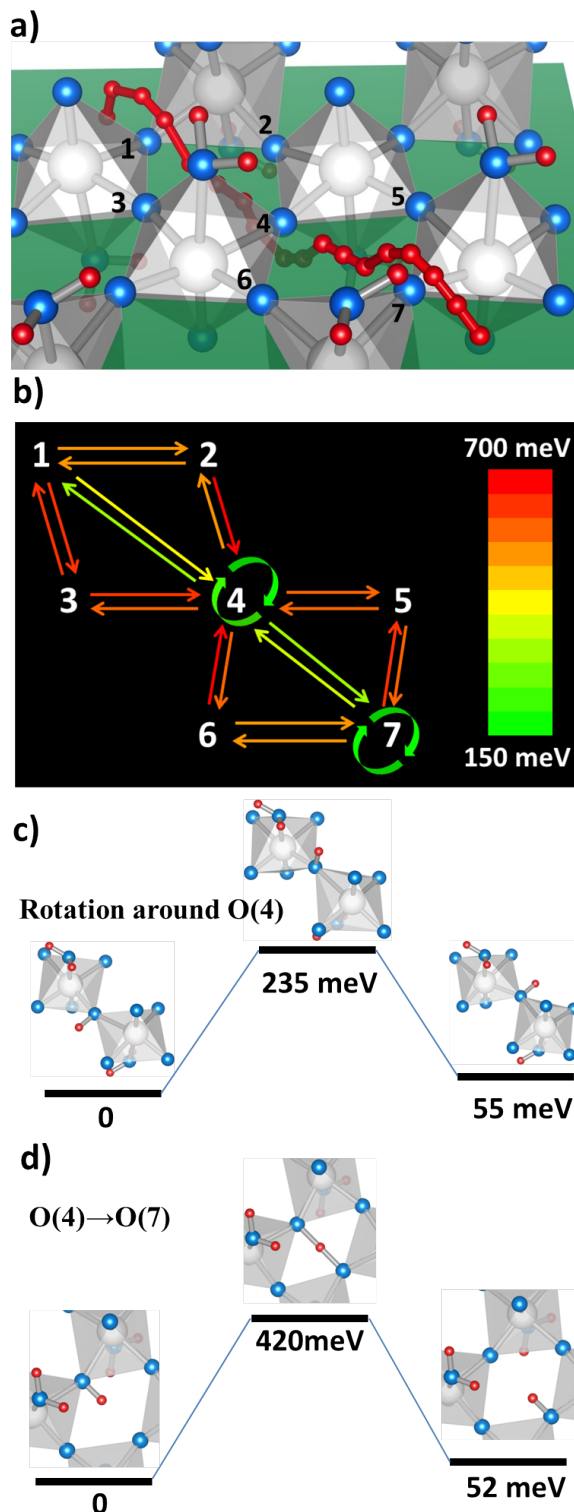 a)
1
2
3
4
5
6
7
b)
700 meV
1
2
3
4
5
6
7
150 meV
c)
Rotation around O(4)
235 meV
0
55 meV
d)
O(4)→O(7)
420meV
0
52 meV